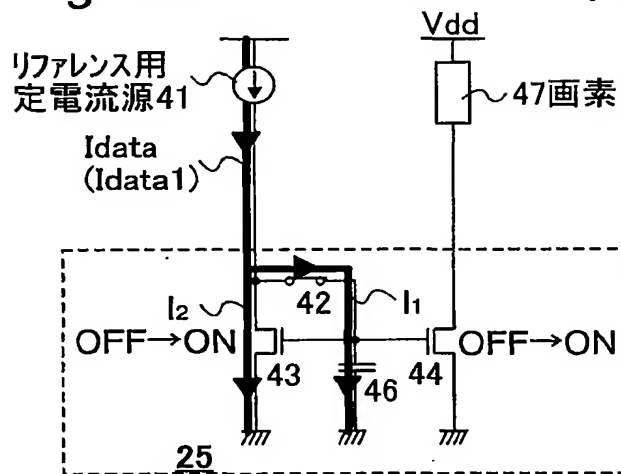 Vdd
リファレンス用
定電流源41
47画素
Idata
(Idata1)
I2
42
I1
OFF→ON
43
46
44
OFF→ON
25